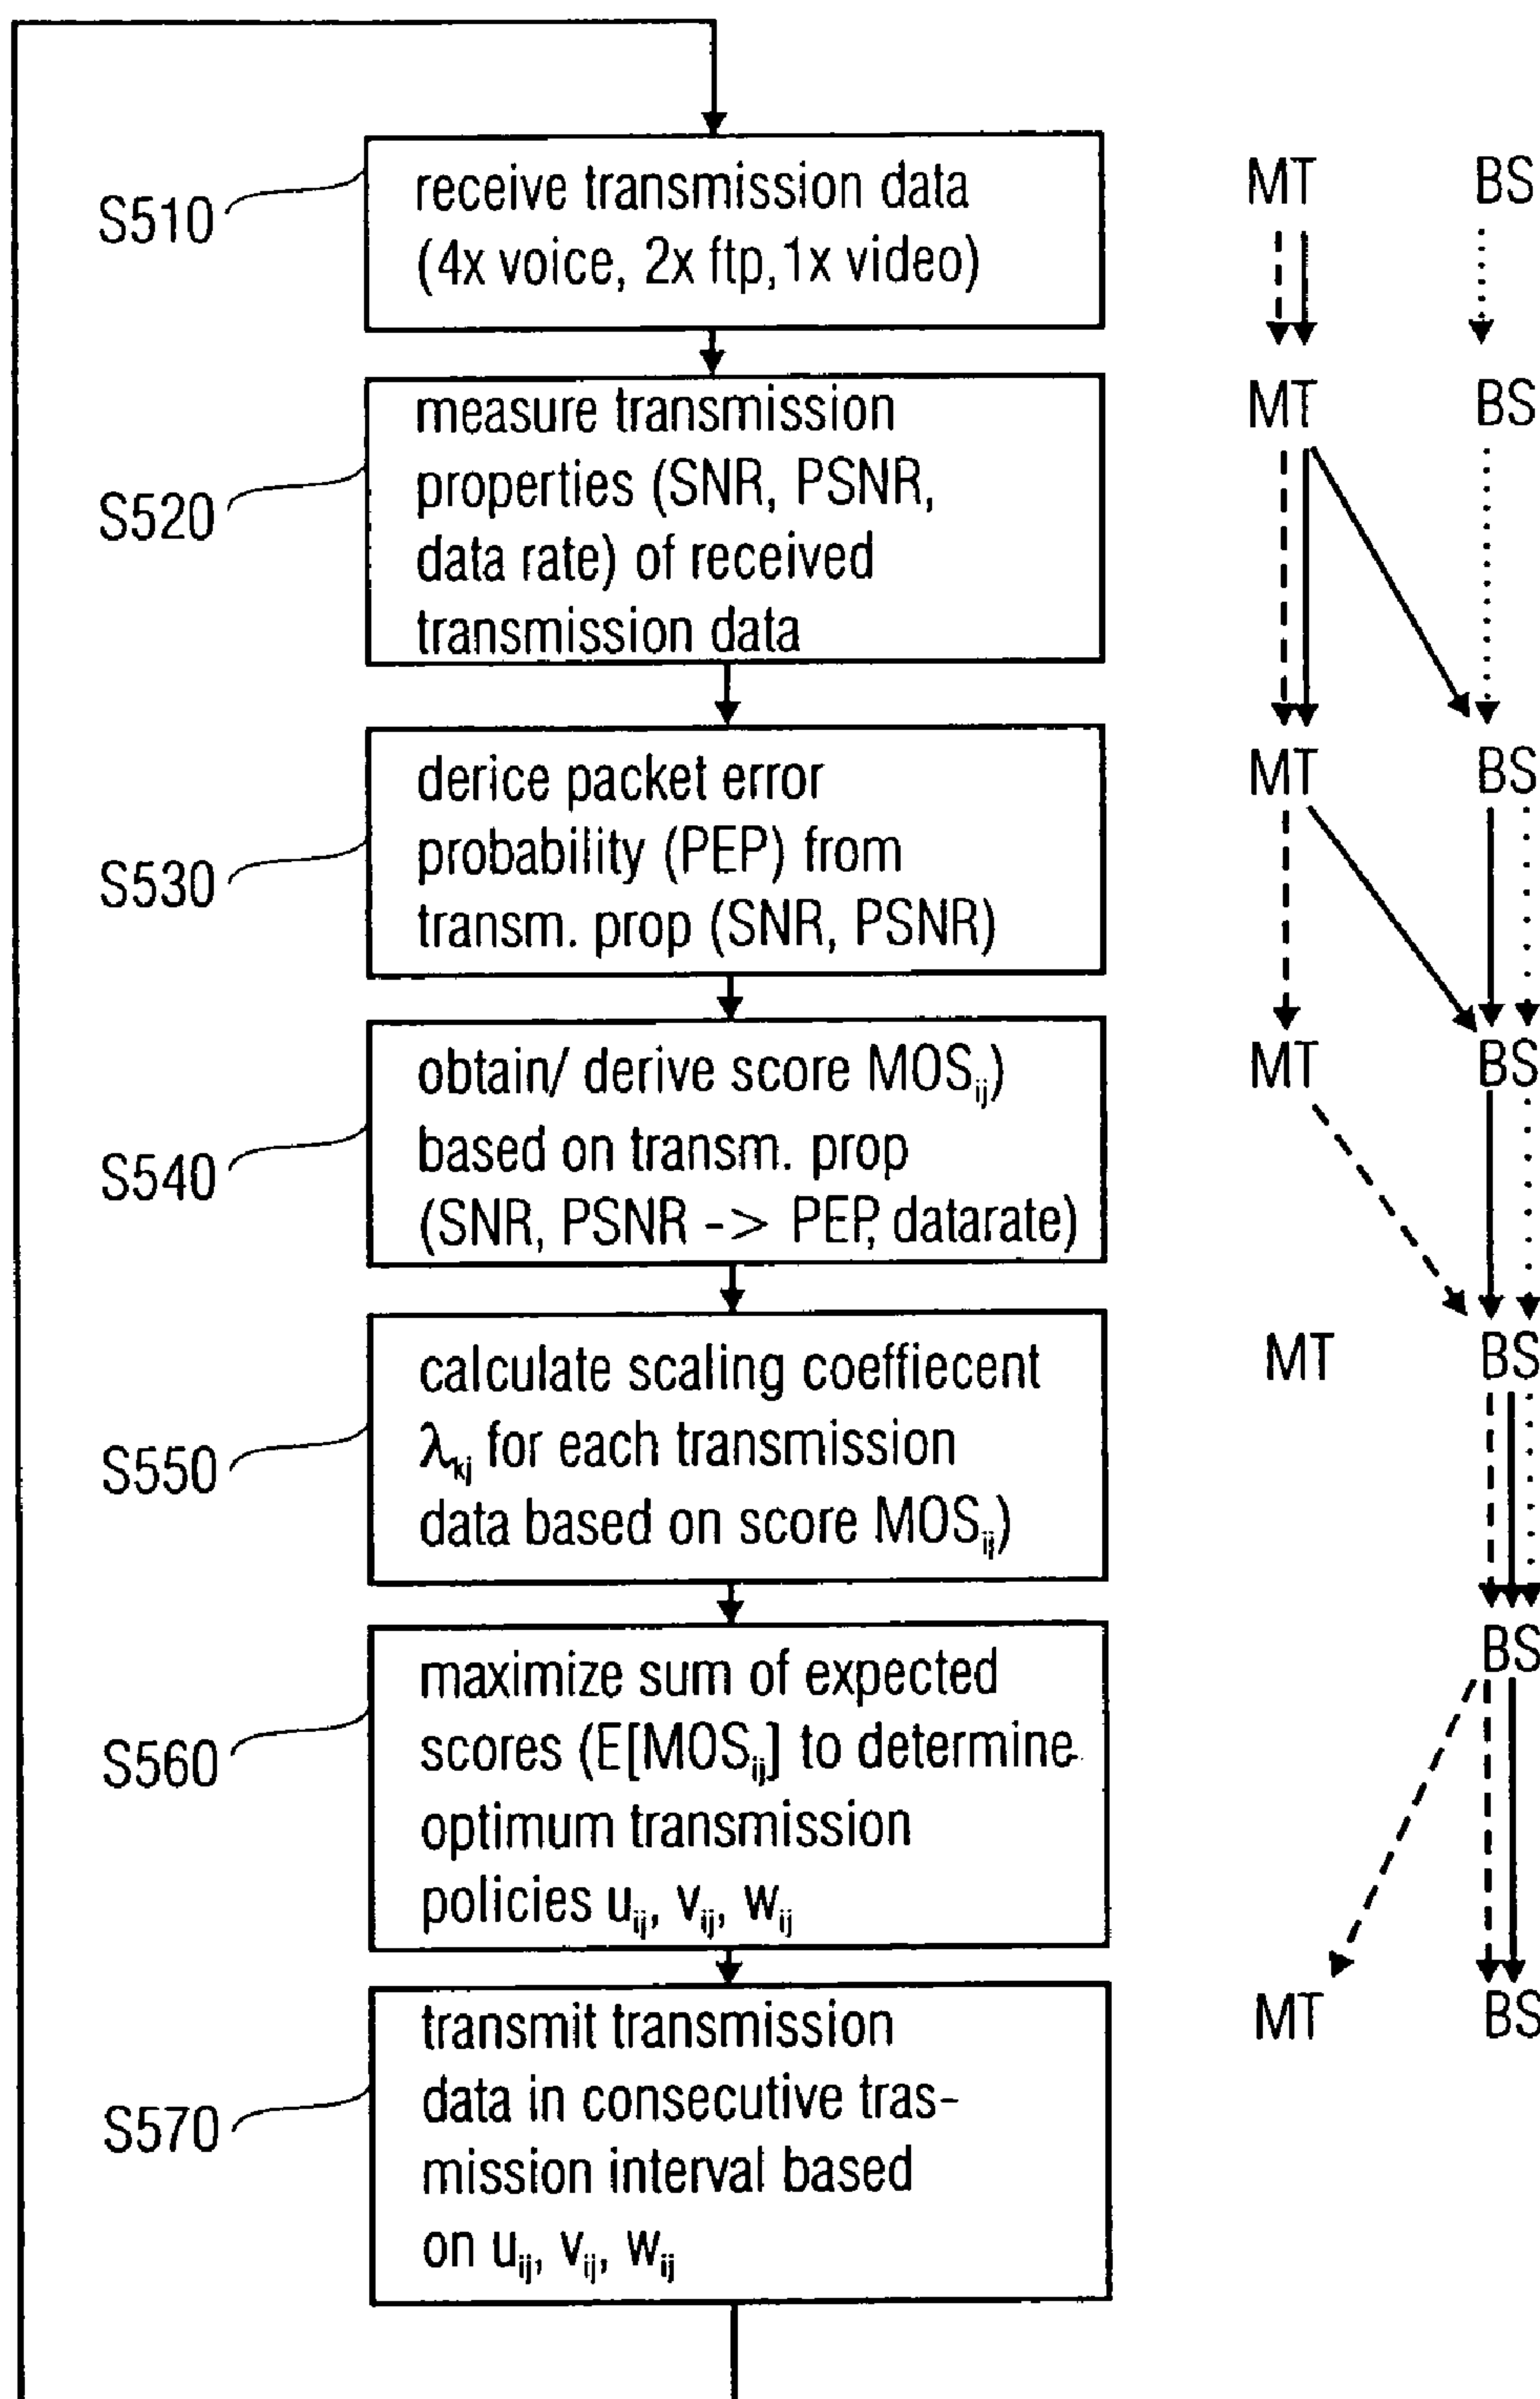 S510
receive transmission data
(4x voice, 2x ftp, 1x video)
MT BS
S520
measure transmission
properties (SNR, PSNR,
data rate) of received
transmission data
MT BS
S530
derice packet error
probability (PEP) from
transm. prop (SNR, PSNR)
MT BS
S540
obtain/ derive score MOSij)
based on transm. prop
(SNR, PSNR -> PEP, datarate)
MT BS
S550
calculate scaling coeffiecent
λkj for each transmission
data based on score MOSij)
MT BS
S560
maximize sum of expected
scores (E[MOSij] to determine
optimum transmission
policies uij, vij, wij
BS
S570
transmit transmission
data in consecutive tras-
mission interval based
on uij, vij, wij
MT BS